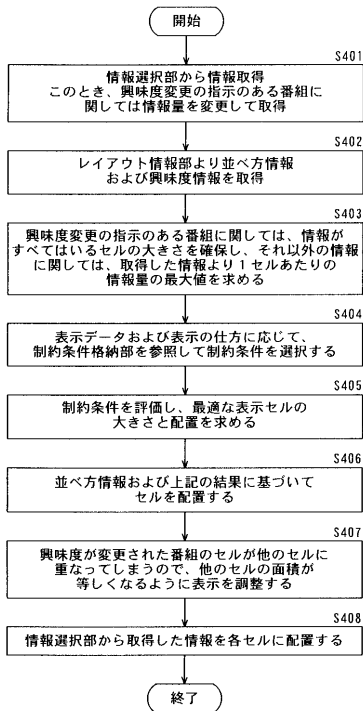 開始
S401
情報選択部から情報取得
このとき、興味度変更の指示のある番組に
関しては情報量を変更して取得
S402
レイアウト情報部より並べ方情報
および興味度情報を取得
S403
興味度変更の指示のある番組に関しては、情報が
すべてはいるセルの大きさを確保し、それ以外の情報
に関しては、取得した情報より1セルあたりの
情報量の最大値を求める
S404
表示データおよび表示の仕方に応じて、
制約条件格納部を参照して制約条件を選択する
S405
制約条件を評価し、最適な表示セルの
大きさと配置を求める
S406
並べ方情報および上記の結果に基づいて
セルを配置する
S407
興味度が変更された番組のセルが他のセルに
重なってしまうので、他のセルの面積が
等しくなるように表示を調整する
S408
情報選択部から取得した情報を各セルに配置する
終了